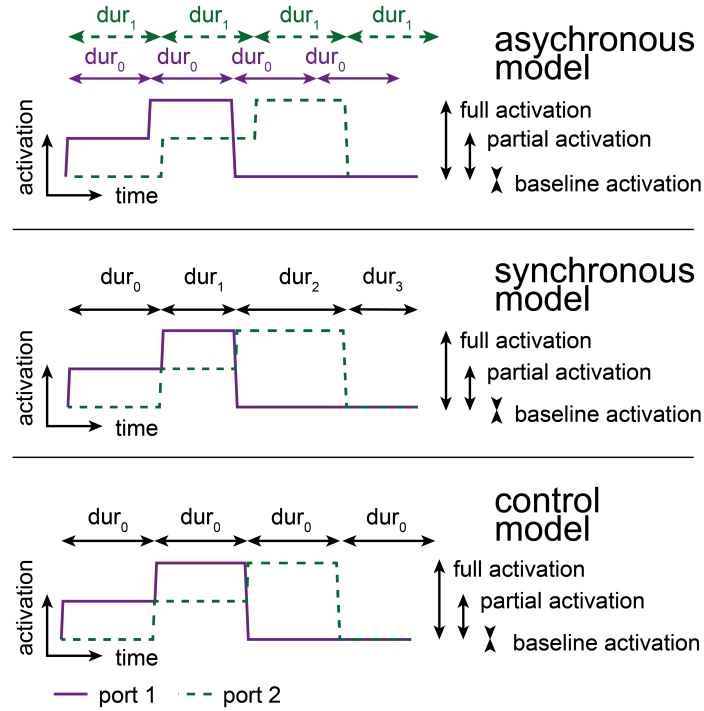 dur₁ dur₁ dur₁ dur₁
dur₀ dur₀ dur₀ dur₀
asychronous
model
full activation
partial activation
baseline activation
activation
time
dur₀ dur₁ dur₂ dur₃
synchronous
model
full activation
partial activation
baseline activation
activation
time
dur₀ dur₀ dur₀ dur₀
control
model
full activation
partial activation
baseline activation
activation
time
port 1 port 2